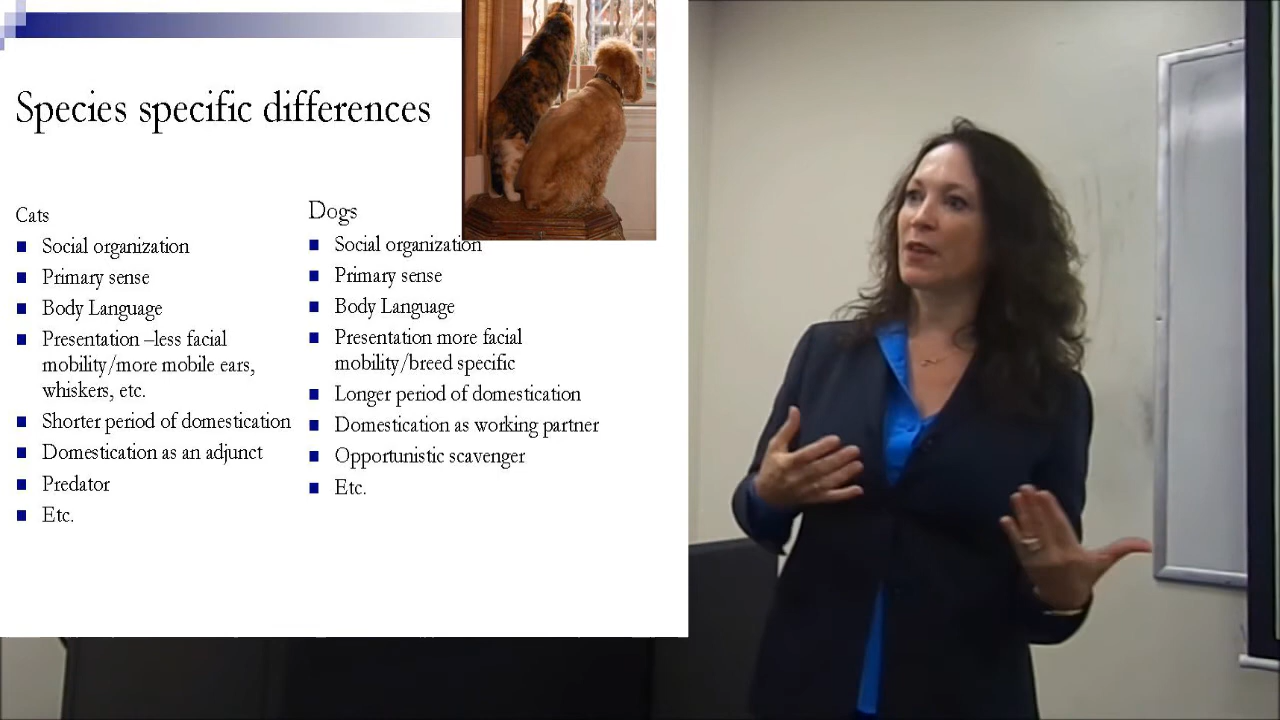 Species specific differences
Cats
Social organization
Primary sense
Body Language
Presentation –less facial
mobility/more mobile ears,
whiskers, etc.
Shorter period of domestication
Domestication as an adjunct
Predator
Etc.
Dogs
Social organization
Primary sense
Body Language
Presentation more facial
mobility/breed specific
Longer period of domestication
Domestication as working partner
Opportunistic scavenger
Etc.